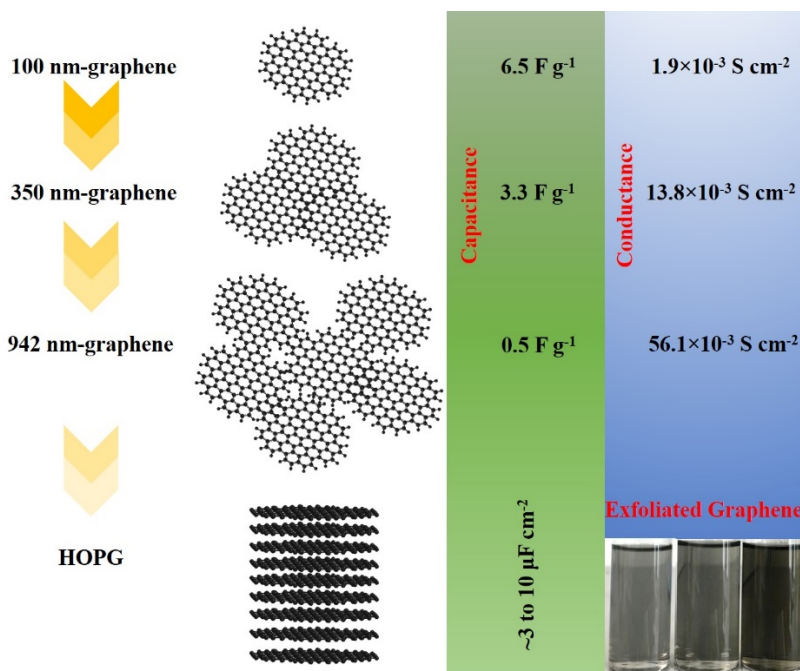 100 nm-graphene
6.5 F g⁻¹
1.9×10⁻³ S cm⁻²
350 nm-graphene
3.3 F g⁻¹
13.8×10⁻³ S cm⁻²
Capacitance
Conductance
942 nm-graphene
0.5 F g⁻¹
56.1×10⁻³ S cm⁻²
HOPG
~3 to 10 µF cm⁻²
Exfoliated Graphene